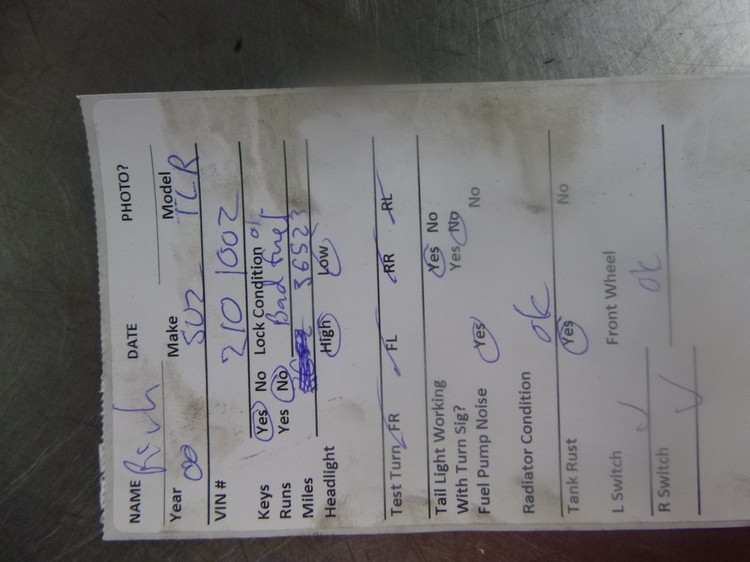 NAME Rich DATE PHOTO?
Year 00 Make SUZ Model TLR
VIN # 2101002
Keys Yes No Lock Condition
Runs Yes No Bad fuel
Miles 36523
Headlight High Low
Test Turn FR FL RR RL
Tail Light Working Yes No
With Turn Sig? Yes No
Fuel Pump Noise Yes No
Radiator Condition ok
Tank Rust Yes No
L Switch ✓ Front Wheel
R Switch ✓ ok